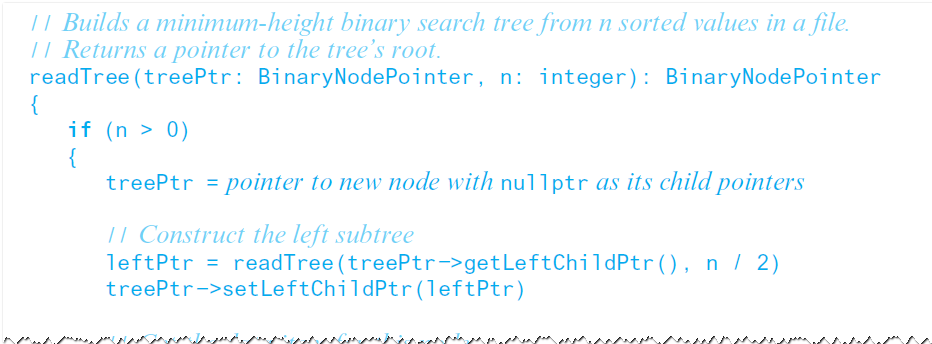 // Builds a minimum-height binary search tree from n sorted values in a file.
// Returns a pointer to the tree’s root.
readTree(treePtr: BinaryNodePointer, n: integer): BinaryNodePointer
{
if (n > 0)
{
treePtr = pointer to new node with nullptr as its child pointers
// Construct the left subtree
leftPtr = readTree(treePtr->getLeftChildPtr(), n / 2)
treePtr->setLeftChildPtr(leftPtr)